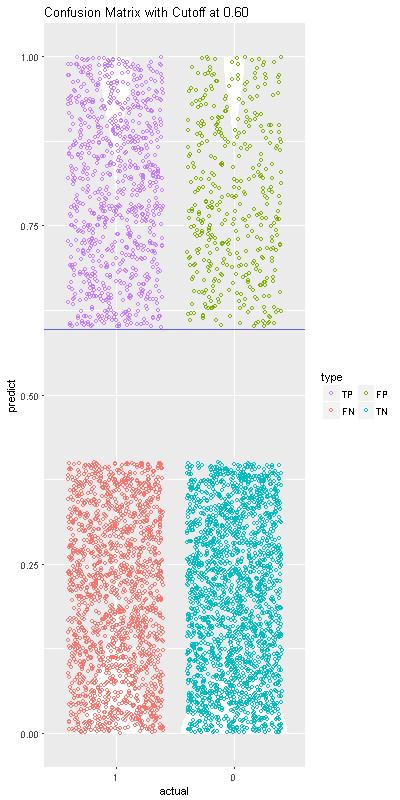 Confusion Matrix with Cutoff at 0.60
1.00
0.75
0.50
0.25
0.00
predict
1 0
actual
type
TP FP
FN TN